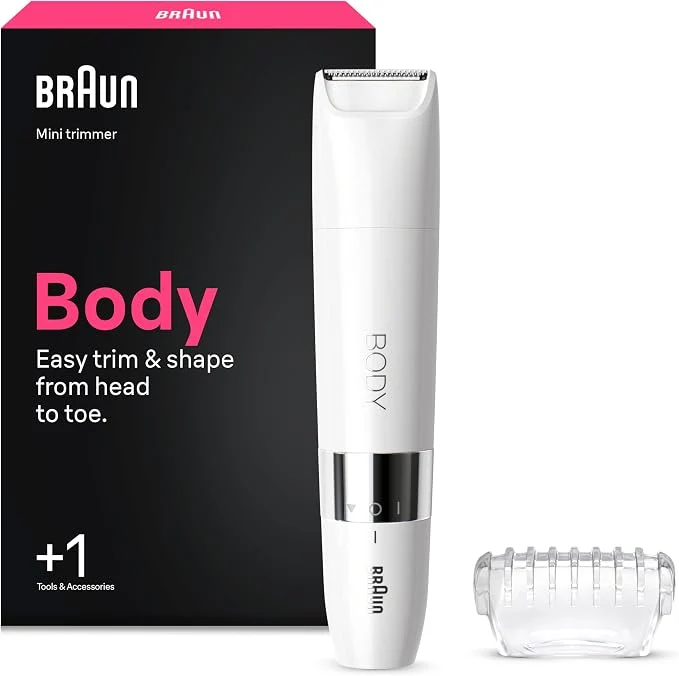 BRAUN
BRAUN
Mini trimmer
Body
Easy trim & shape
from head
to toe.
+1
Tools & Accessories
BODY
BRAUN